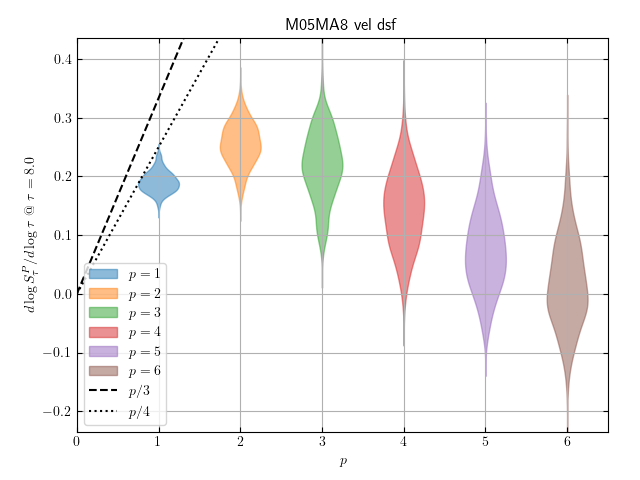 M05MA8 vel dsf
d log S_τ^P / d log τ @ τ = 8.0
0.4
0.3
0.2
0.1
0.0
−0.1
−0.2
p = 1
p = 2
p = 3
p = 4
p = 5
p = 6
p/3
p/4
0 1 2 3 4 5 6
p